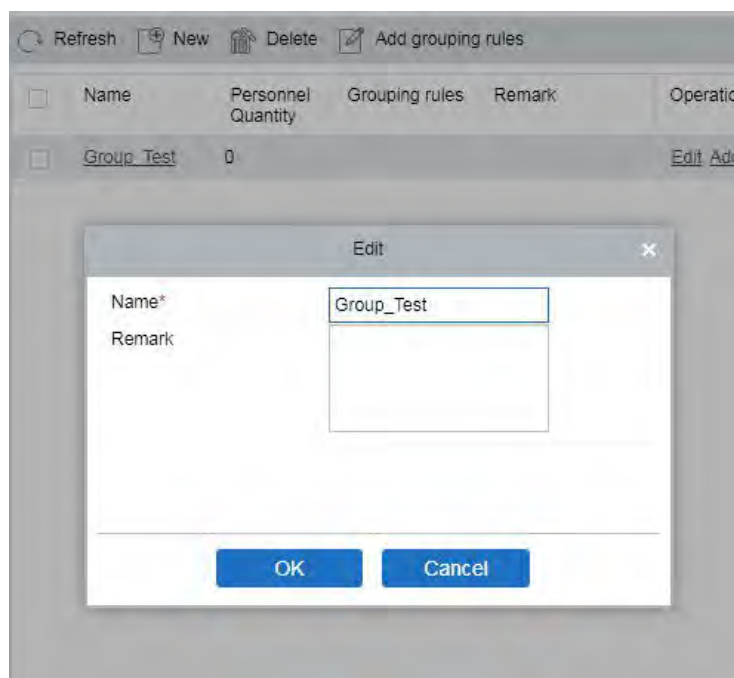 Refresh New Delete Add grouping rules
Name Personnel Quantity Grouping rules Remark Operatio
Group_Test 0 Edit Add
Edit ×
Name* Group_Test
Remark
OK Cancel